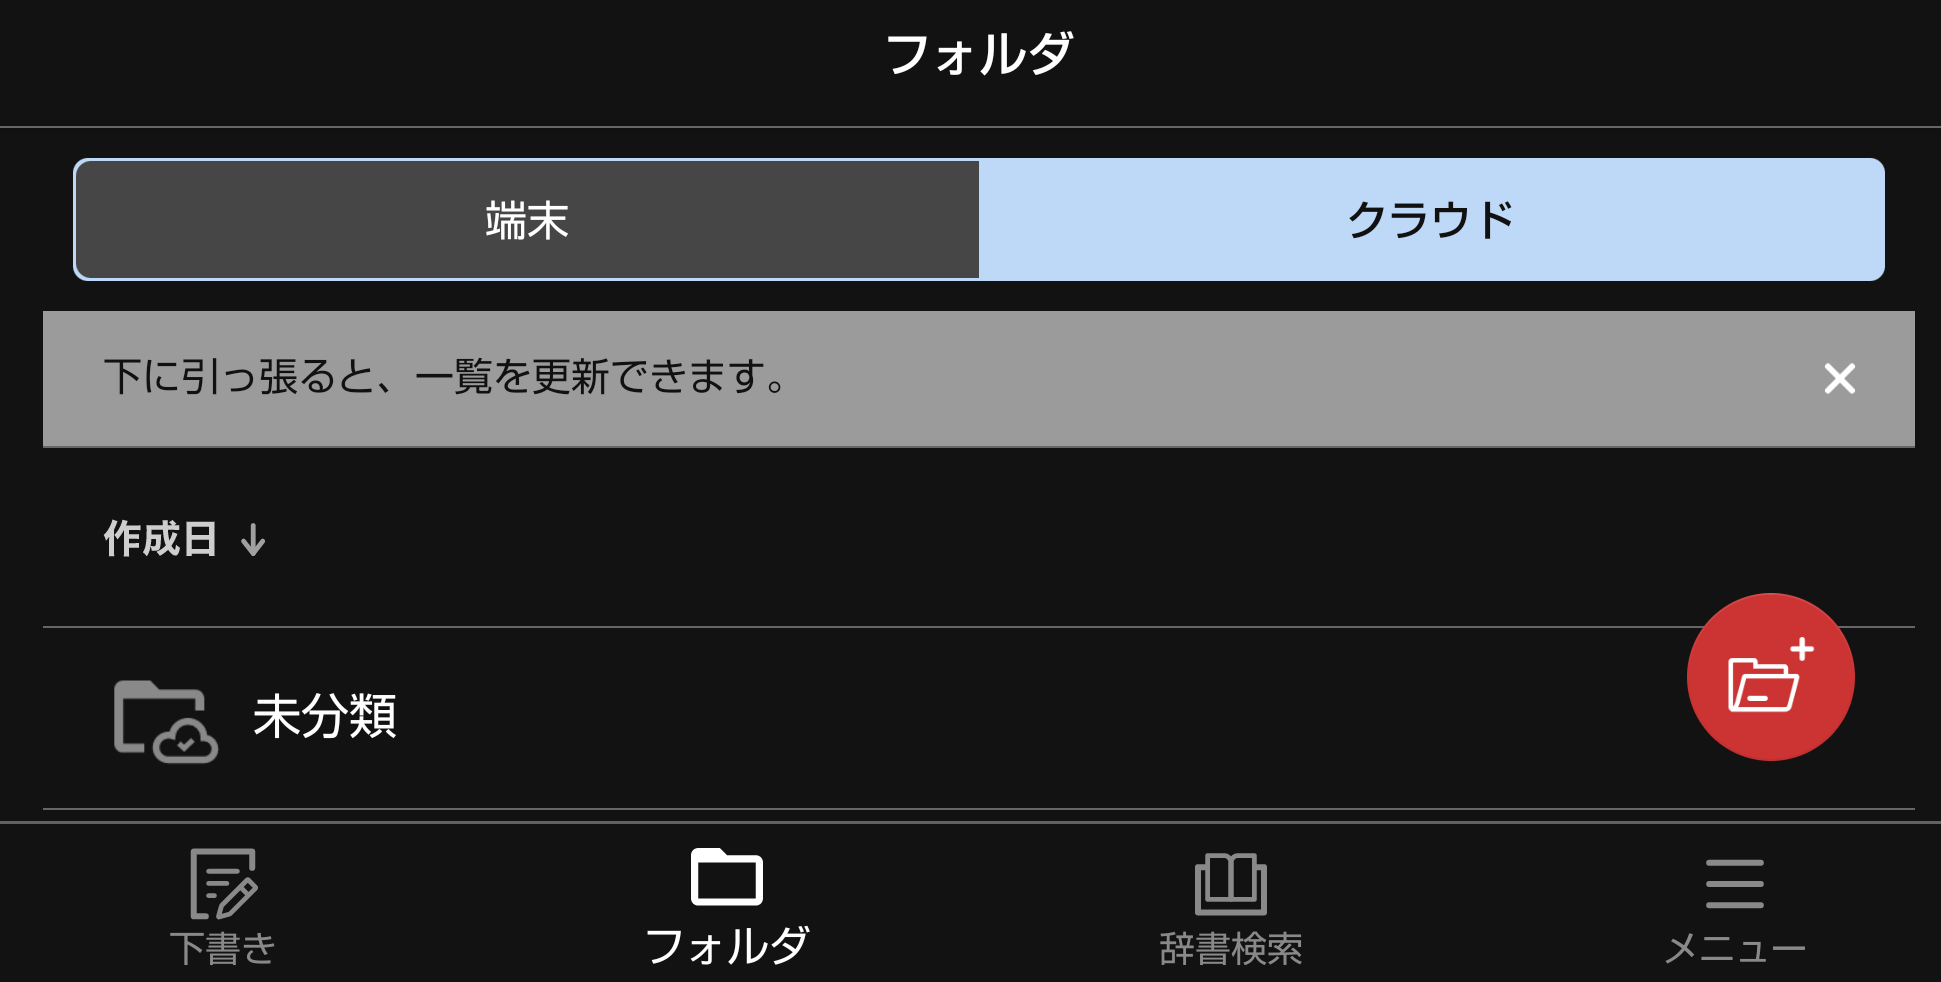 フォルダ
端末
クラウド
下に引っ張ると、一覧を更新できます。
作成日
未分類
下書き
フォルダ
辞書検索
メニュー